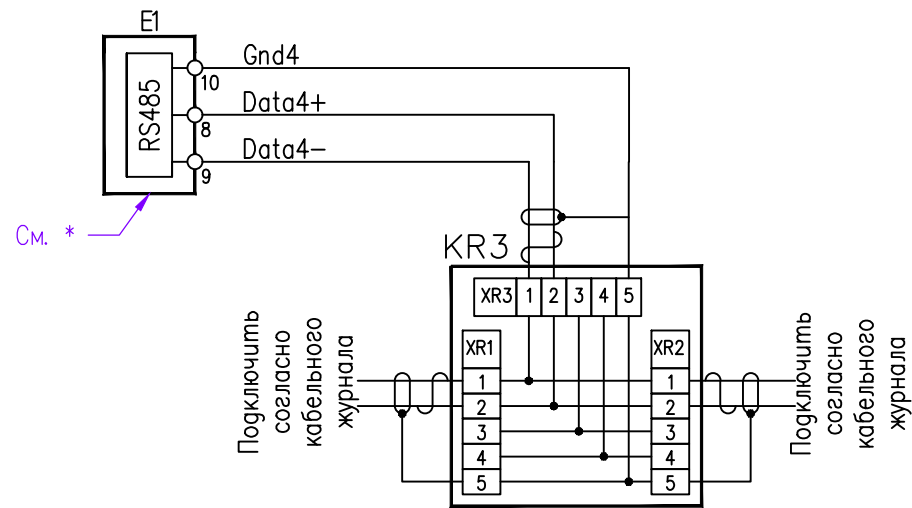 E1
Gnd4
10
Data4+
8
RS485
Data4-
9
См. *
KR3
XR3 1 2 3 4 5
XR1
1
2
3
4
5
XR2
1
2
3
4
5
Подключить
согласно
кабельного
журнала
Подключить
согласно
кабельного
журнала